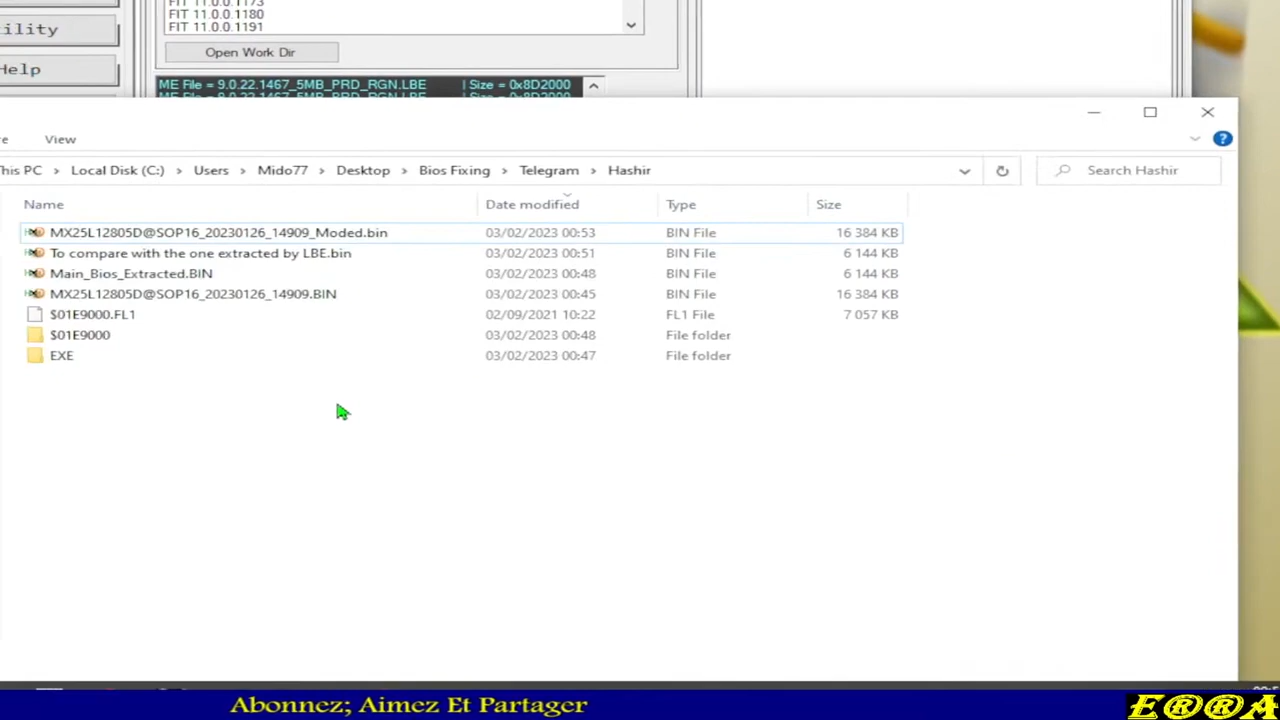 FIT 11.0.0.1173
FIT 11.0.0.1180
FIT 11.0.0.1191
ility
Help
Open Work Dir
ME File = 9.0.22.1467_5MB_PRD_RGN.LBE | Size = 0x8D2000
View
his PC > Local Disk (C:) > Users > Mido77 > Desktop > Bios Fixing > Telegram > Hashir
Search Hashir
Name Date modified Type Size
MX25L12805D@SOP16_20230126_14909_Moded.bin 03/02/2023 00:53 BIN File 16 384 KB
To compare with the one extracted by LBE.bin 03/02/2023 00:51 BIN File 6 144 KB
Main_Bios_Extracted.BIN 03/02/2023 00:48 BIN File 6 144 KB
MX25L12805D@SOP16_20230126_14909.BIN 03/02/2023 00:45 BIN File 16 384 KB
$01E9000.FL1 02/09/2021 10:22 FL1 File 7 057 KB
$01E9000 03/02/2023 00:48 File folder
EXE 03/02/2023 00:47 File folder
Abonnez; Aimez Et Partager
E®®A